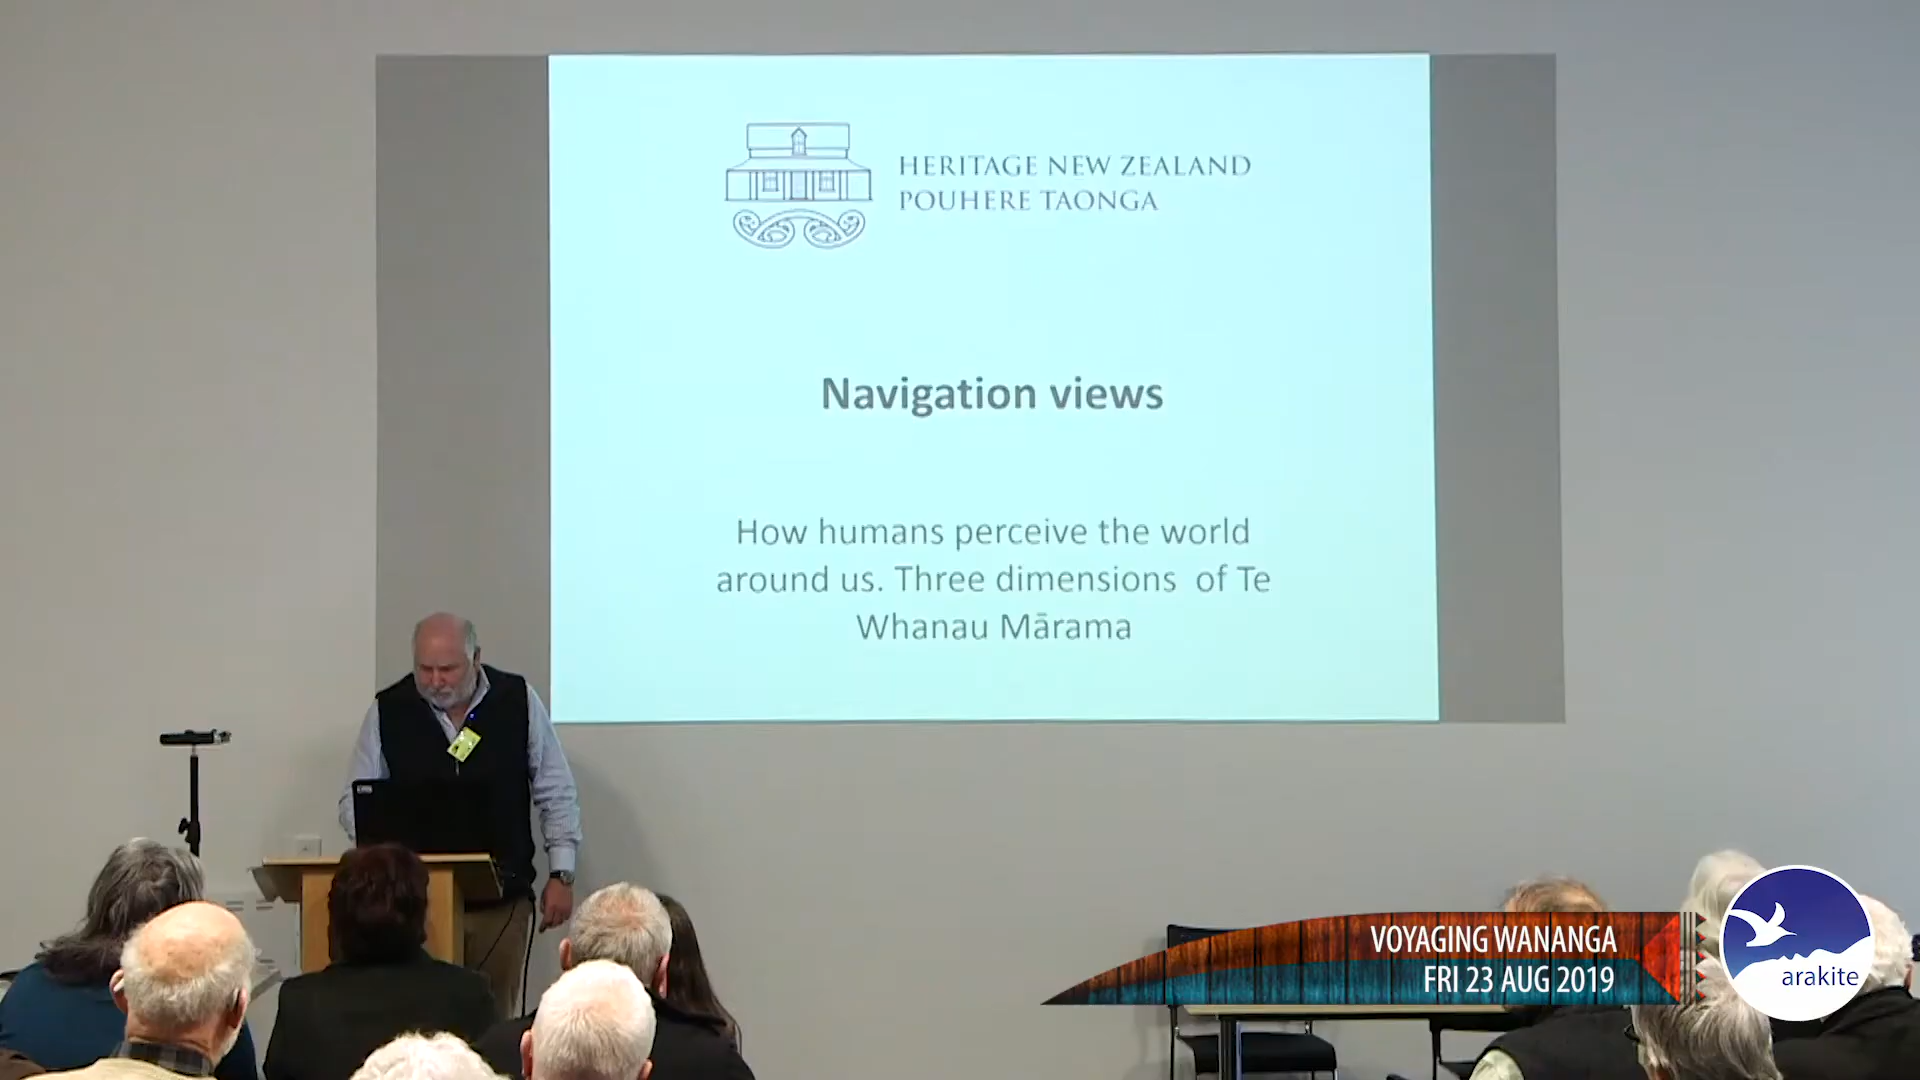 HERITAGE NEW ZEALAND
POUHERE TAONGA
Navigation views
How humans perceive the world
around us. Three dimensions of Te
Whanau Mārama
VOYAGING WANANGA
FRI 23 AUG 2019
arakite